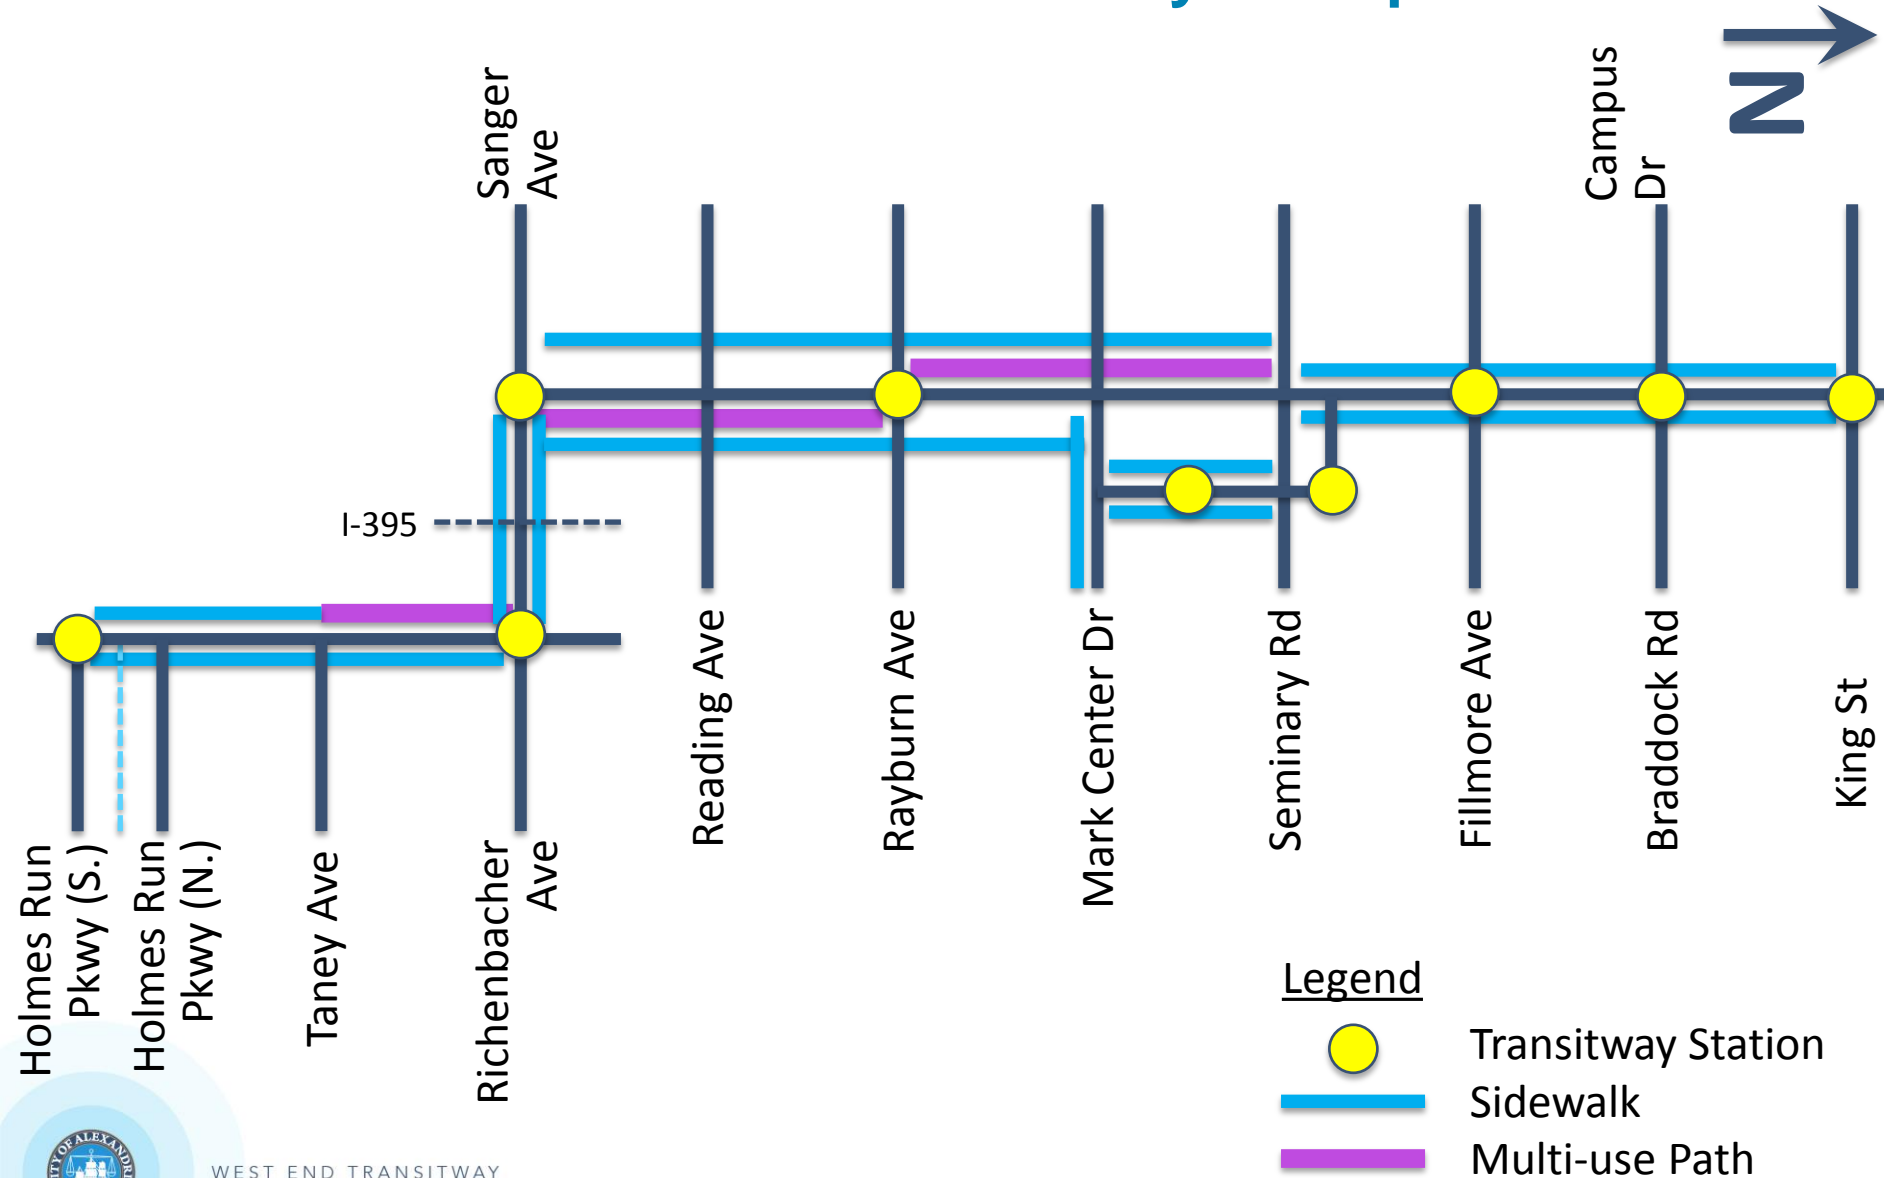 Sanger
Ave
Campus
Dr
N
I-395
Holmes Run
Pkwy (S.)
Holmes Run
Pkwy (N.)
Taney Ave
Richenbacher
Ave
Reading Ave
Rayburn Ave
Mark Center Dr
Seminary Rd
Fillmore Ave
Braddock Rd
King St
Legend
Transitway Station
Sidewalk
Multi-use Path
WEST END TRANSITWAY